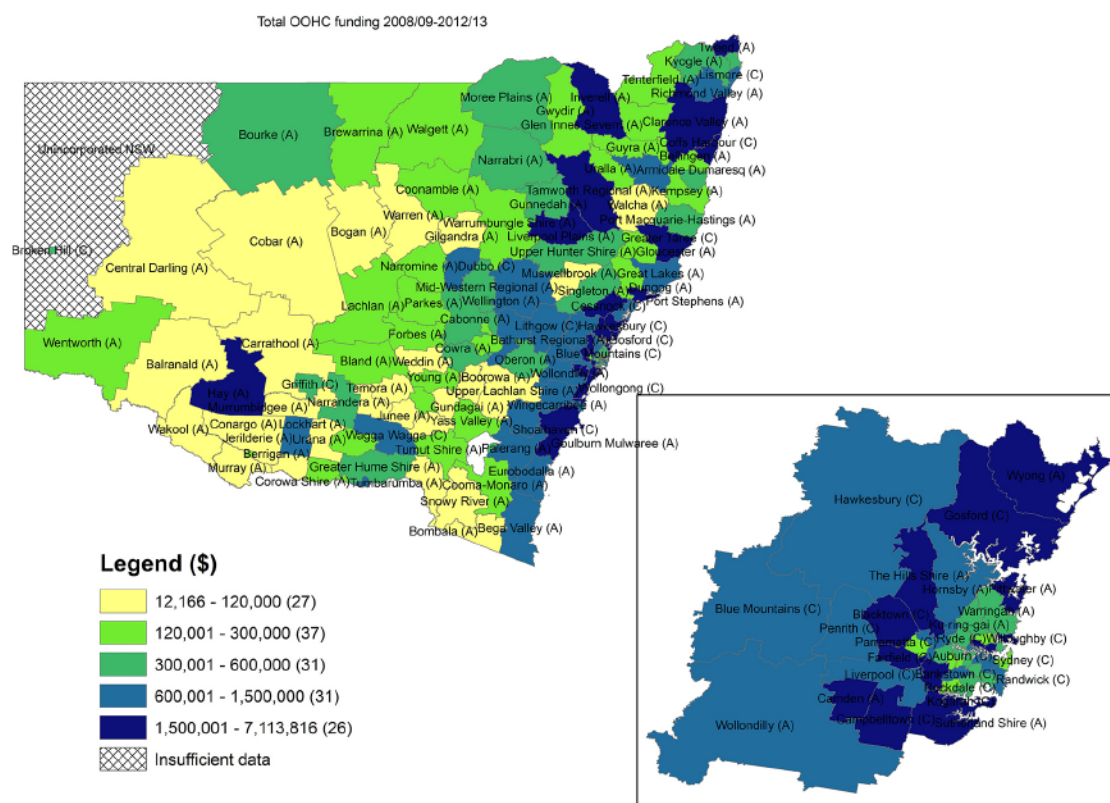 Total OOHC funding 2008/09-2012/13
Tweed (A)
Kyogle (A)
Lismore (C)
Tenterfield (A)
Richmond Valley (A)
Moree Plains (A)
Inverell (A)
Gwydir (A)
Clarence Valley (A)
Glen Innes Severn (A)
Bourke (A)
Brewarrina (A)
Walgett (A)
Coffs Harbour (C)
Unincorporated NSW
Guyra (A)
Bellingen (A)
Narrabri (A)
Uralla (A)
Armidale Dumaresq (A)
Coonamble (A)
Tamworth Regional (A)
Kempsey (A)
Gunnedah (A)
Walcha (A)
Warren (A)
Warrumbungle Shire (A)
Port Macquarie-Hastings (A)
Bogan (A)
Gilgandra (A)
Liverpool Plains (A)
Greater Taree (C)
Cobar (A)
Broken Hill (C)
Upper Hunter Shire (A)
Gloucester (A)
Central Darling (A)
Narromine (A)
Dubbo (C)
Muswellbrook (A)
Great Lakes (A)
Mid-Western Regional (A)
Singleton (A)
Dungog (A)
Lachlan (A)
Parkes (A)
Wellington (A)
Cessnock (C)
Port Stephens (A)
Cabonne (A)
Lithgow (C)
Hawkesbury (C)
Forbes (A)
Bathurst Regional (A)
Gosford (C)
Wentworth (A)
Carrathool (A)
Cowra (A)
Blue Mountains (C)
Balranald (A)
Bland (A)
Weddin (A)
Oberon (A)
Griffith (C)
Temora (A)
Young (A)
Boorowa (A)
Wollondilly (A)
Hay (A)
Narrandera (A)
Upper Lachlan Shire (A)
Wollongong (C)
Murrumbidgee (A)
Junee (A)
Gundagai (A)
Wingecarribee (A)
Conargo (A)
Lockhart (A)
Yass Valley (A)
Wakool (A)
Jerilderie (A)
Urana (A)
Wagga Wagga (C)
Shoalhaven (C)
Berrigan (A)
Tumut Shire (A)
Palerang (A)
Goulburn Mulwaree (A)
Murray (A)
Greater Hume Shire (A)
Eurobodalla (A)
Corowa Shire (A)
Tumbarumba (A)
Cooma-Monaro (A)
Snowy River (A)
Bombala (A)
Bega Valley (A)
Legend ($)
12,166 - 120,000 (27)
120,001 - 300,000 (37)
300,001 - 600,000 (31)
600,001 - 1,500,000 (31)
1,500,001 - 7,113,816 (26)
Insufficient data
Wyong (A)
Hawkesbury (C)
Gosford (C)
The Hills Shire (A)
Hornsby (A)
Pittwater (A)
Blue Mountains (C)
Blacktown (C)
Warringah (A)
Penrith (C)
Ku-ring-gai (A)
Parramatta (C)
Ryde (C)
Willoughby (C)
Fairfield (C)
Auburn (C)
Sydney (C)
Liverpool (C)
Bankstown (C)
Randwick (C)
Rockdale (C)
Camden (A)
Kogarah (C)
Wollondilly (A)
Campbelltown (C)
Sutherland Shire (A)